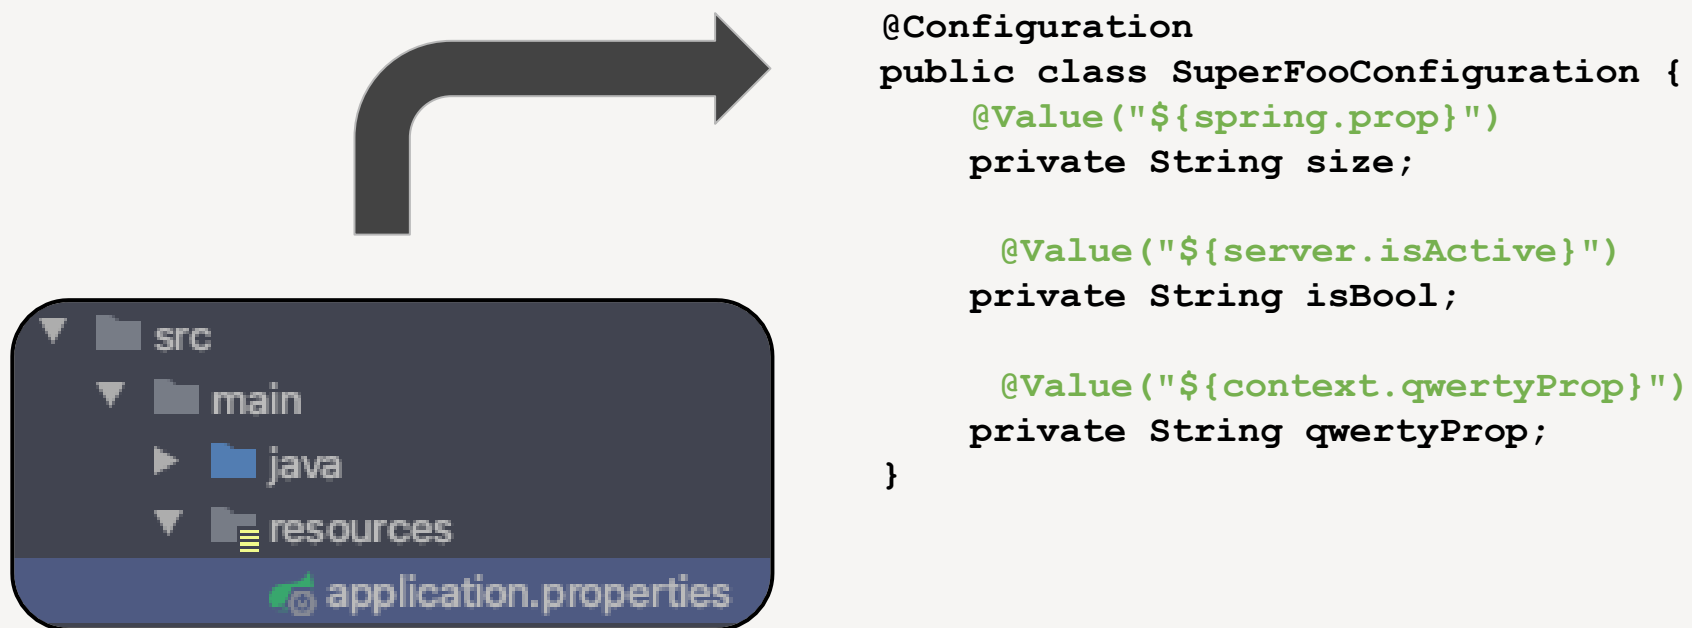 @Configuration
public class SuperFooConfiguration {
@Value("${spring.prop}")
private String size;
@Value("${server.isActive}")
private String isBool;
@Value("${context.qwertyProp}")
private String qwertyProp;
}
src
main
java
resources
application.properties